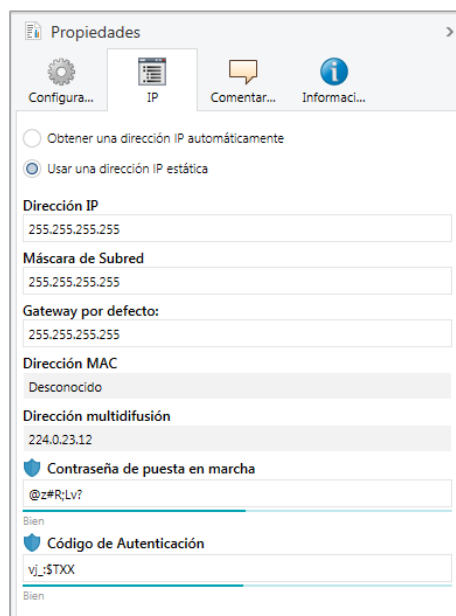 Propiedades
Configura...
IP
Comentar...
Informaci...
Obtener una dirección IP automáticamente
Usar una dirección IP estática
Dirección IP
255.255.255.255
Máscara de Subred
255.255.255.255
Gateway por defecto:
255.255.255.255
Dirección MAC
Desconocido
Dirección multidifusión
224.0.23.12
Contraseña de puesta en marcha
@z#R;Lv?
Bien
Código de Autenticación
vj_:$TXX
Bien